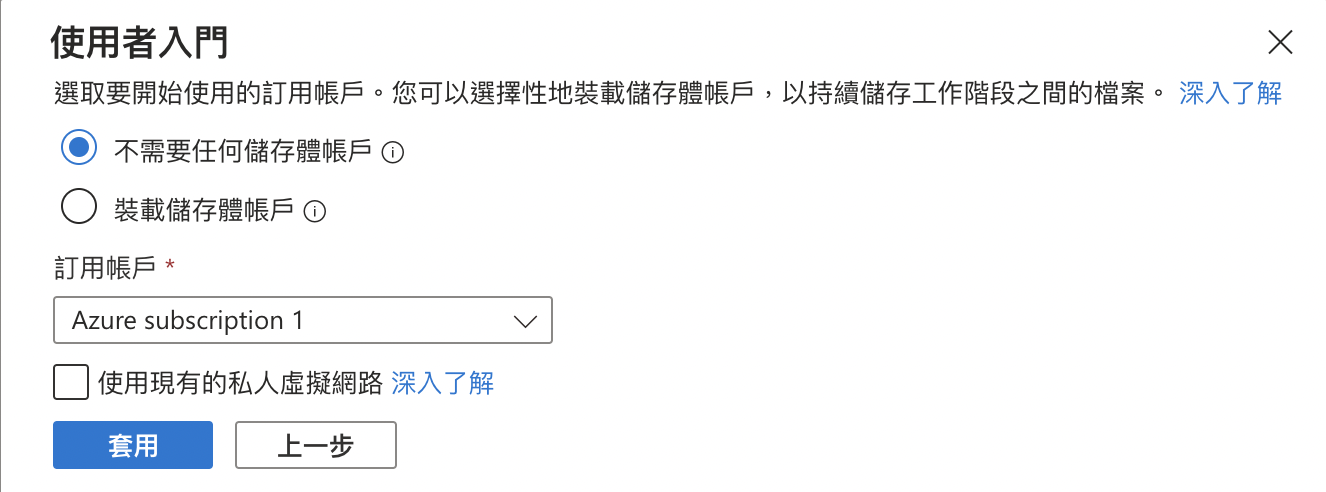 使用者入門
選取要開始使用的訂用帳戶。您可以選擇性地裝載儲存體帳戶，以持續儲存工作階段之間的檔案。 深入了解
不需要任何儲存體帳戶
裝載儲存體帳戶
訂用帳戶 *
Azure subscription 1
使用現有的私人虛擬網路 深入了解
套用 上一步